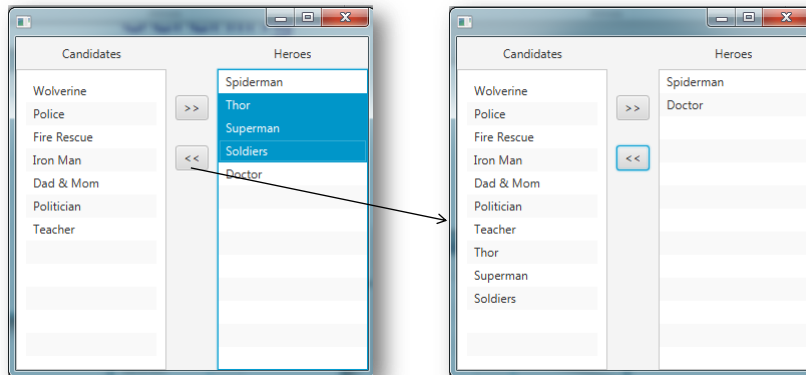 Candidates
Heroes
Wolverine
Police
Fire Rescue
Iron Man
Dad & Mom
Politician
Teacher
>>
<<
Spiderman
Thor
Superman
Soldiers
Doctor
Candidates
Heroes
Wolverine
Police
Fire Rescue
Iron Man
Dad & Mom
Politician
Teacher
Thor
Superman
Soldiers
>>
<<
Spiderman
Doctor